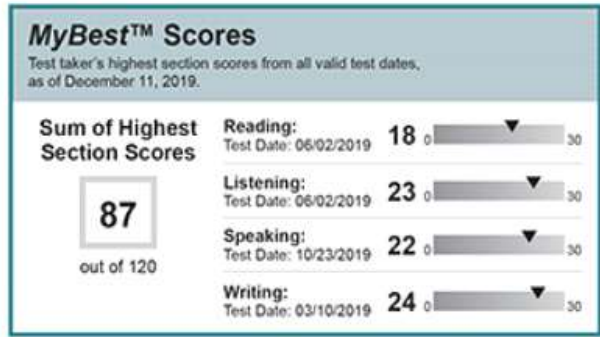 MyBest™ Scores
Test taker's highest section scores from all valid test dates,
as of December 11, 2019.
Sum of Highest
Section Scores
87
out of 120
Reading:
Test Date: 06/02/2019
18 0 30
Listening:
Test Date: 06/02/2019
23 0 30
Speaking:
Test Date: 10/23/2019
22 0 30
Writing:
Test Date: 03/10/2019
24 0 30